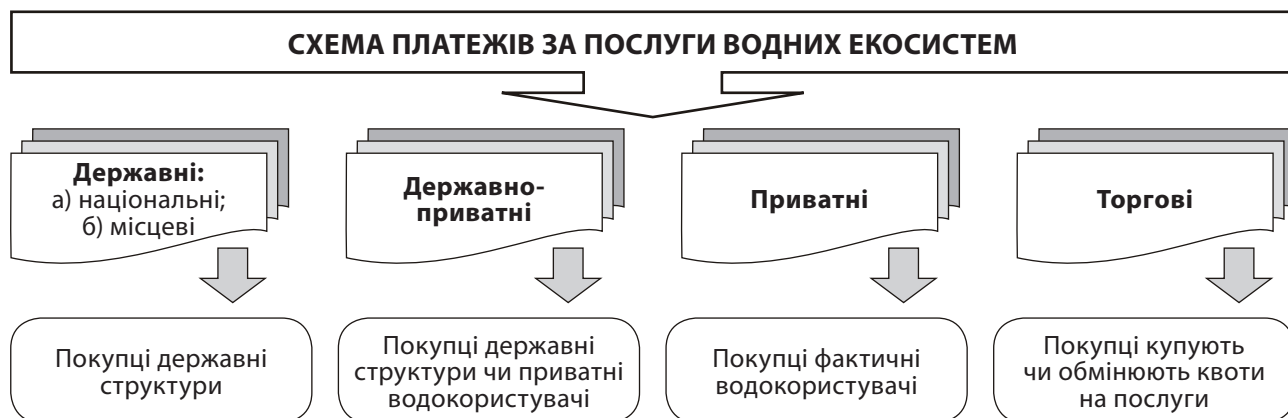 СХЕМА ПЛАТЕЖІВ ЗА ПОСЛУГИ ВОДНИХ ЕКОСИСТЕМ
Державні:
а) національні;
б) місцеві
Державно-
приватні
Приватні
Торгові
Покупці державні
структури
Покупці державні
структури чи приватні
водокористувачі
Покупці фактичні
водокористувачі
Покупці купують
чи обмінюють квоти
на послуги